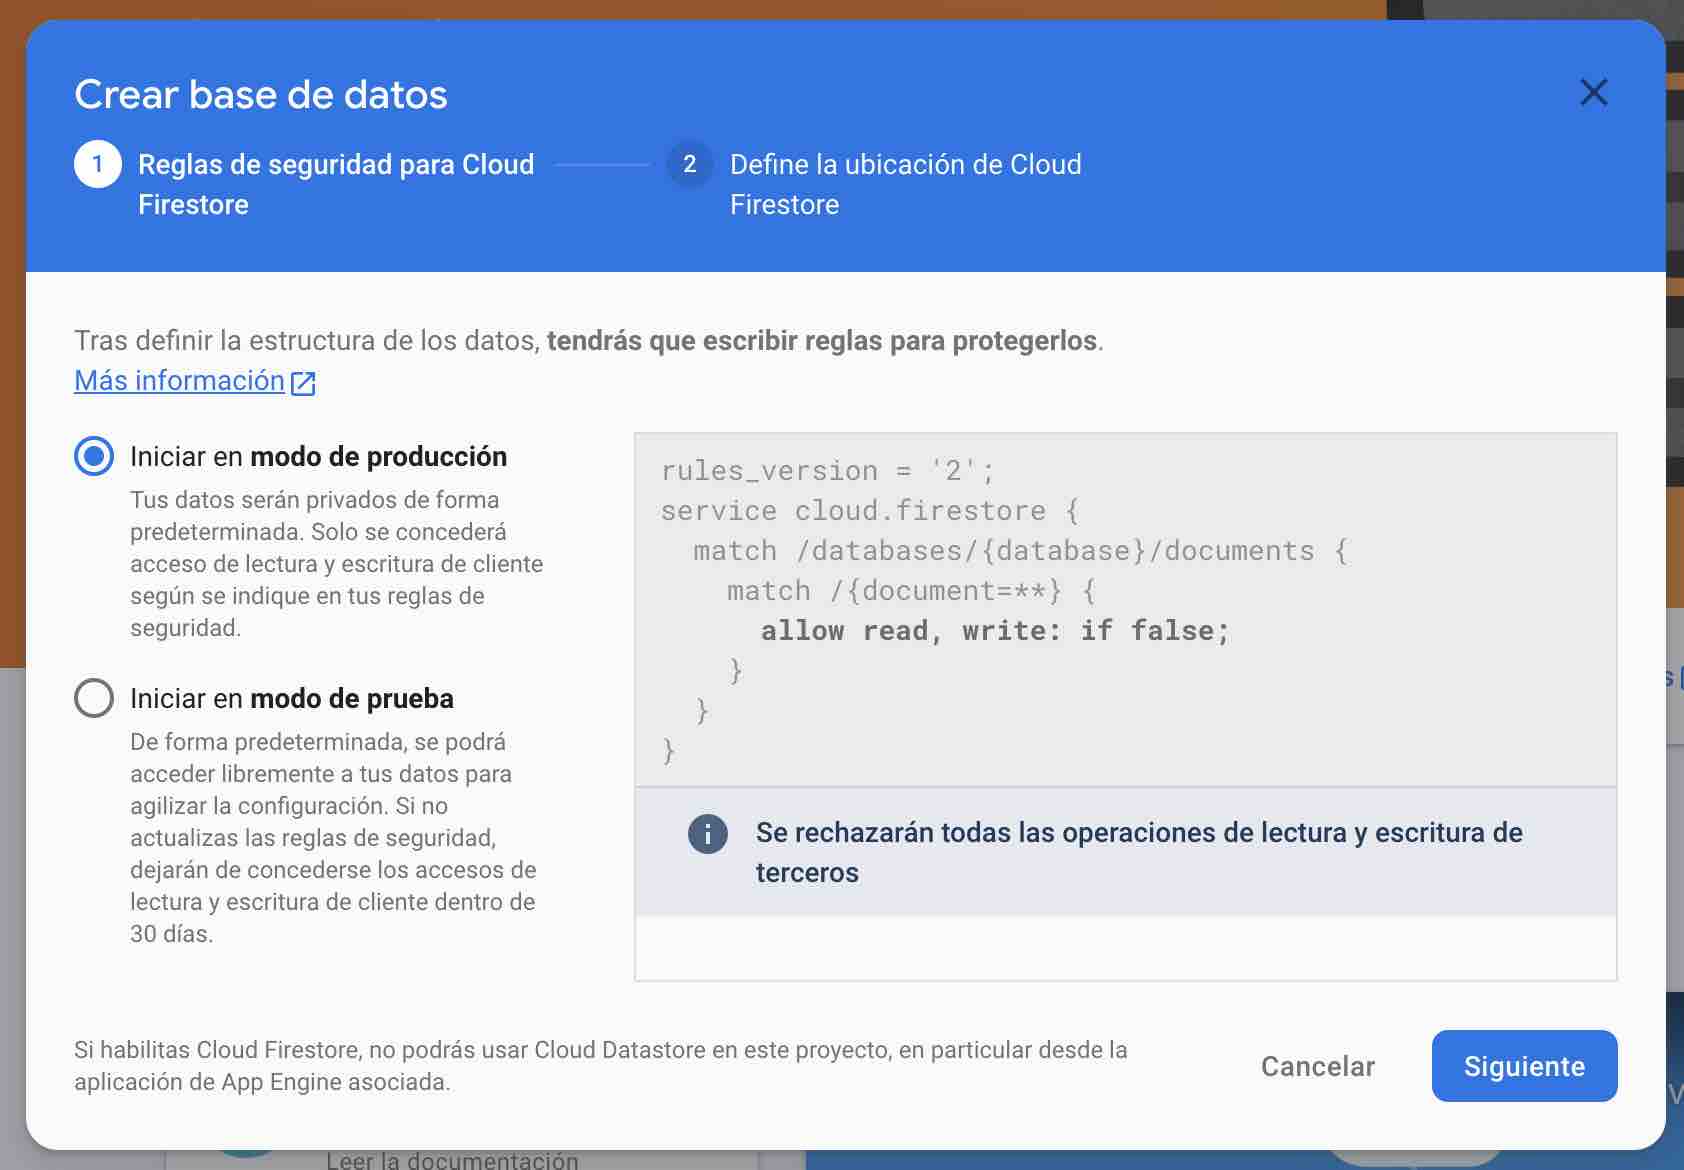 Crear base de datos
1 Reglas de seguridad para Cloud
Firestore
2 Define la ubicación de Cloud
Firestore
Tras definir la estructura de los datos, tendrás que escribir reglas para protegerlos.
Más información
Iniciar en modo de producción
Tus datos serán privados de forma
predeterminada. Solo se concederá
acceso de lectura y escritura de cliente
según se indique en tus reglas de
seguridad.
Iniciar en modo de prueba
De forma predeterminada, se podrá
acceder libremente a tus datos para
agilizar la configuración. Si no
actualizas las reglas de seguridad,
dejarán de concederse los accesos de
lectura y escritura de cliente dentro de
30 días.
rules_version = '2';
service cloud.firestore {
  match /databases/{database}/documents {
    match /{document=**} {
      allow read, write: if false;
    }
  }
}
Se rechazarán todas las operaciones de lectura y escritura de
terceros
Si habilitas Cloud Firestore, no podrás usar Cloud Datastore en este proyecto, en particular desde la
aplicación de App Engine asociada.
Cancelar
Siguiente
Leer la documentación